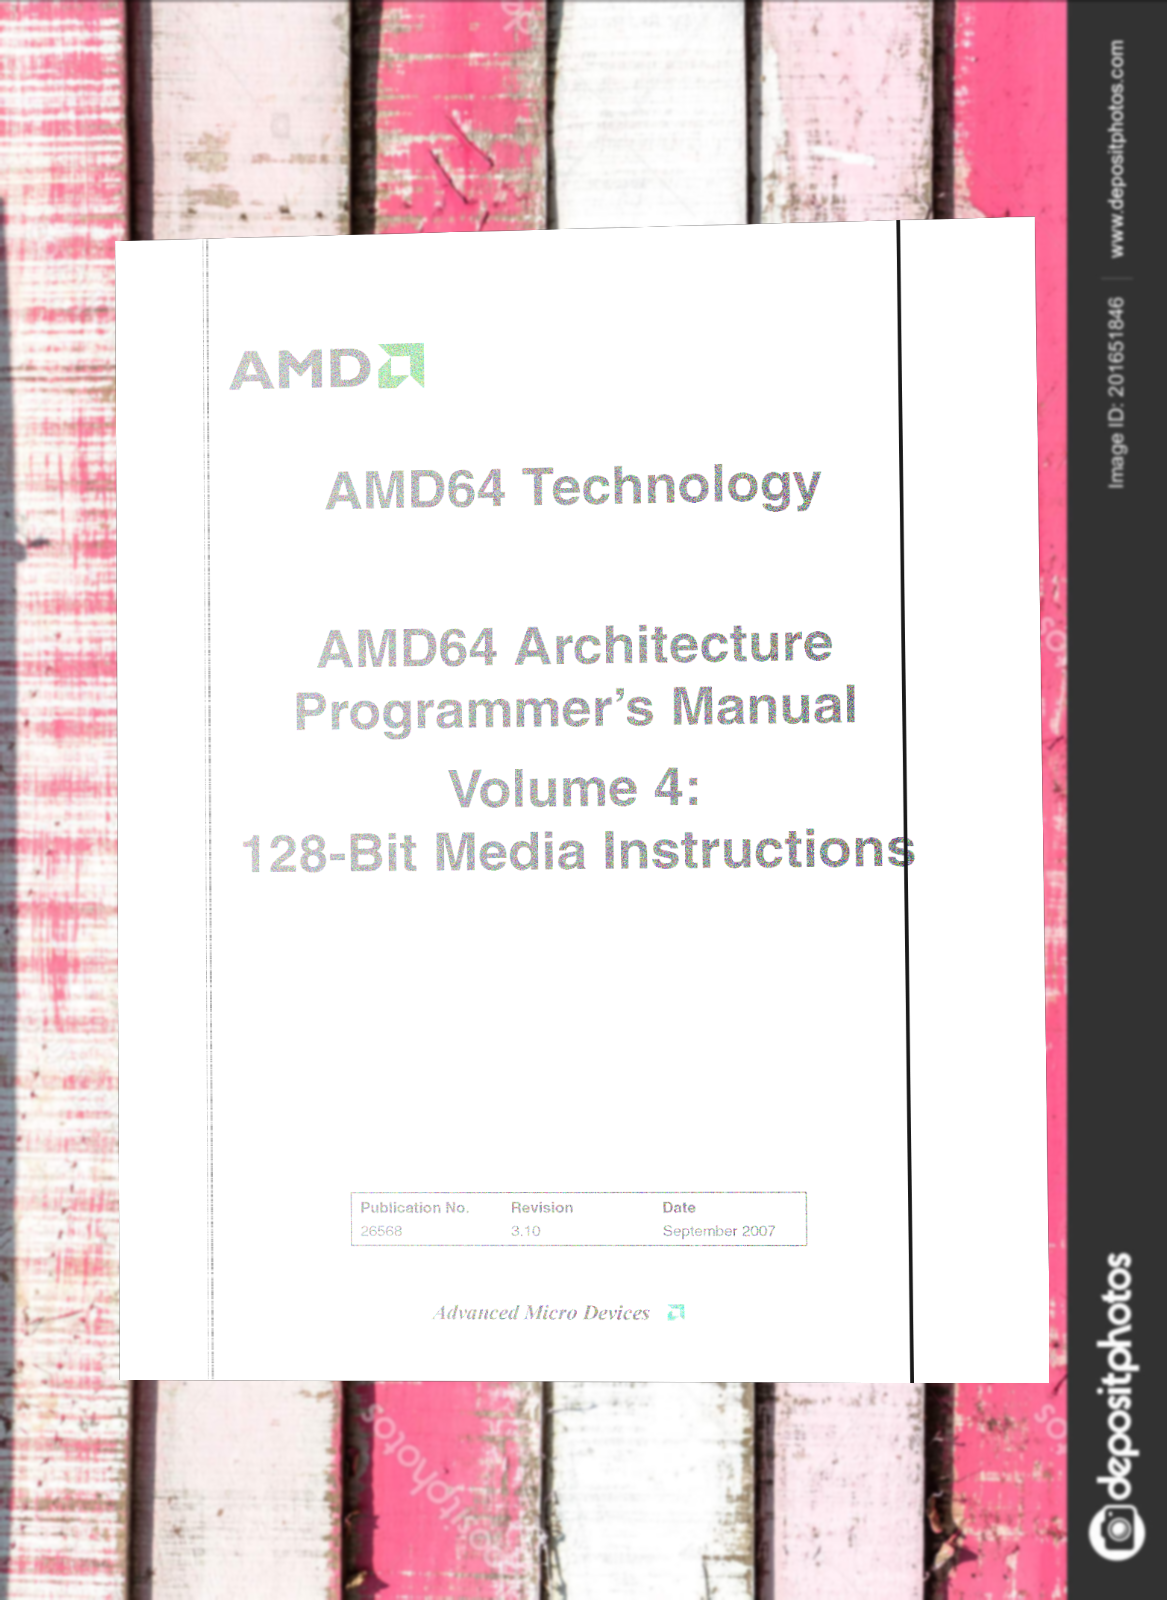 AMD
AMD64 Technology
AMD64 Architecture
Programmer's Manual
Volume 4:
128-Bit Media Instructions
Publication No. Revision Date
26568 3.10 September 2007
Advanced Micro Devices
Image ID: 201651846 www.depositphotos.com
depositphotos
depositphotos